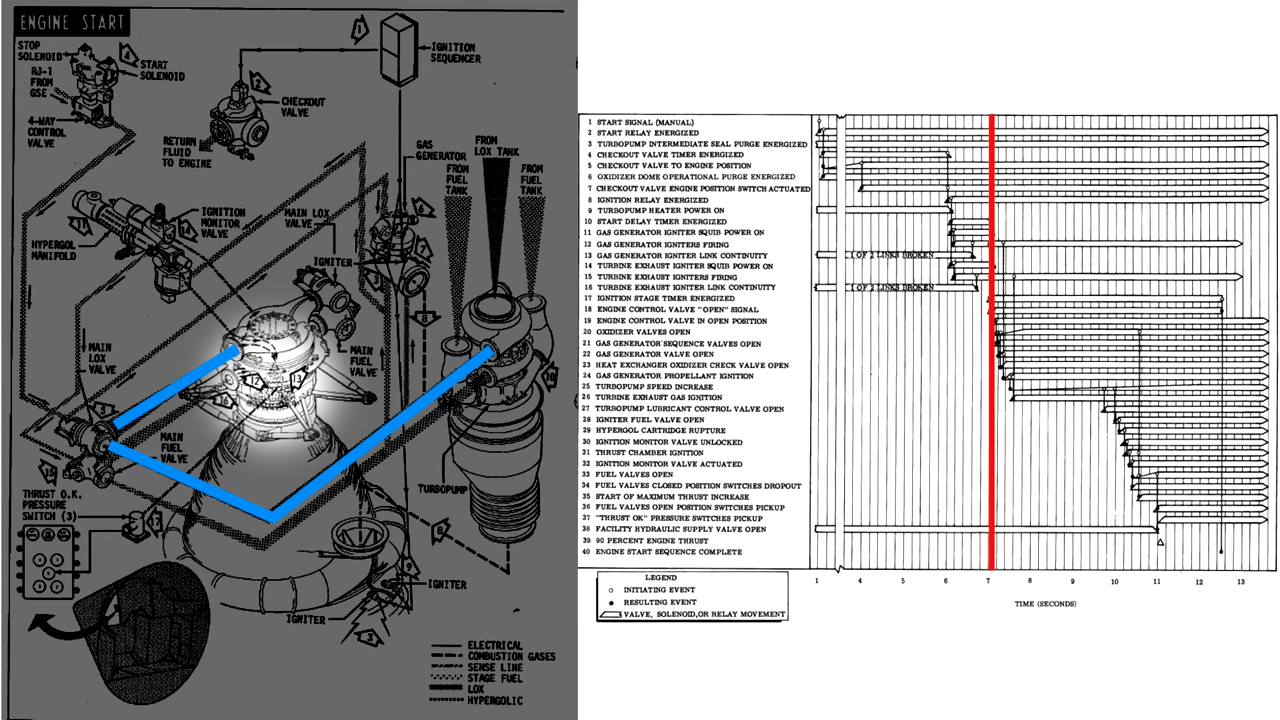 ENGINE START
STOP
SOLENOID
START
SOLENOID
RJ-1
FROM
GSE
4-WAY
CONTROL
VALVE
4
1
IGNITION
SEQUENCER
2
CHECKOUT
VALVE
RETURN
FLUID
TO ENGINE
GAS
GENERATOR
FROM
LOX TANK
FROM
FUEL
TANK
FROM
FUEL
TANK
IGNITION
MONITOR
VALVE
MAIN LOX
VALVE
HYPERGOL
MANIFOLD
IGNITER
MAIN
LOX
VALVE
MAIN
FUEL
VALVE
MAIN
FUEL
VALVE
8
10
12
13
5
15
THRUST O.K.
PRESSURE
SWITCH (3)
TURBOPUMP
9
IGNITER
IGNITER
3
ELECTRICAL
COMBUSTION GASES
SENSE LINE
STAGE FUEL
LOX
HYPERGOLIC
1 START SIGNAL (MANUAL)
2 START RELAY ENERGIZED
3 TURBOPUMP INTERMEDIATE SEAL PURGE ENERGIZED
4 CHECKOUT VALVE TIMER ENERGIZED
5 CHECKOUT VALVE TO ENGINE POSITION
6 OXIDIZER DOME OPERATIONAL PURGE ENERGIZED
7 CHECKOUT VALVE ENGINE POSITION SWITCH ACTUATED
8 IGNITION RELAY ENERGIZED
9 TURBOPUMP HEATER POWER ON
10 START DELAY TIMER ENERGIZED
11 GAS GENERATOR IGNITER SQUIB POWER ON
12 GAS GENERATOR IGNITERS FIRING
13 GAS GENERATOR IGNITER LINK CONTINUITY
1 OF 2 LINKS BROKEN
14 TURBINE EXHAUST IGNITER SQUIB POWER ON
15 TURBINE EXHAUST IGNITERS FIRING
16 TURBINE EXHAUST IGNITER LINK CONTINUITY
1 OF 2 LINKS BROKEN
17 IGNITION STAGE TIMER ENERGIZED
18 ENGINE CONTROL VALVE "OPEN" SIGNAL
19 ENGINE CONTROL VALVE IN OPEN POSITION
20 OXIDIZER VALVES OPEN
21 GAS GENERATOR SEQUENCE VALVES OPEN
22 GAS GENERATOR VALVE OPEN
23 HEAT EXCHANGER OXIDIZER CHECK VALVE OPEN
24 GAS GENERATOR PROPELLANT IGNITION
25 TURBOPUMP SPEED INCREASE
26 TURBINE EXHAUST GAS IGNITION
27 TURBOPUMP LUBRICANT CONTROL VALVE OPEN
28 IGNITER FUEL VALVE OPEN
29 HYPERGOL CARTRIDGE RUPTURE
30 IGNITION MONITOR VALVE UNLOCKED
31 THRUST CHAMBER IGNITION
32 IGNITION MONITOR VALVE ACTUATED
33 FUEL VALVES OPEN
34 FUEL VALVES CLOSED POSITION SWITCHES DROPOUT
35 START OF MAXIMUM THRUST INCREASE
36 FUEL VALVES OPEN POSITION SWITCHES PICKUP
37 "THRUST OK" PRESSURE SWITCHES PICKUP
38 FACILITY HYDRAULIC SUPPLY VALVE OPEN
39 90 PERCENT ENGINE THRUST
40 ENGINE START SEQUENCE COMPLETE
1 4 5 6 7 8 9 10 11 12 13
TIME (SECONDS)
LEGEND
INITIATING EVENT
RESULTING EVENT
VALVE, SOLENOID, OR RELAY MOVEMENT